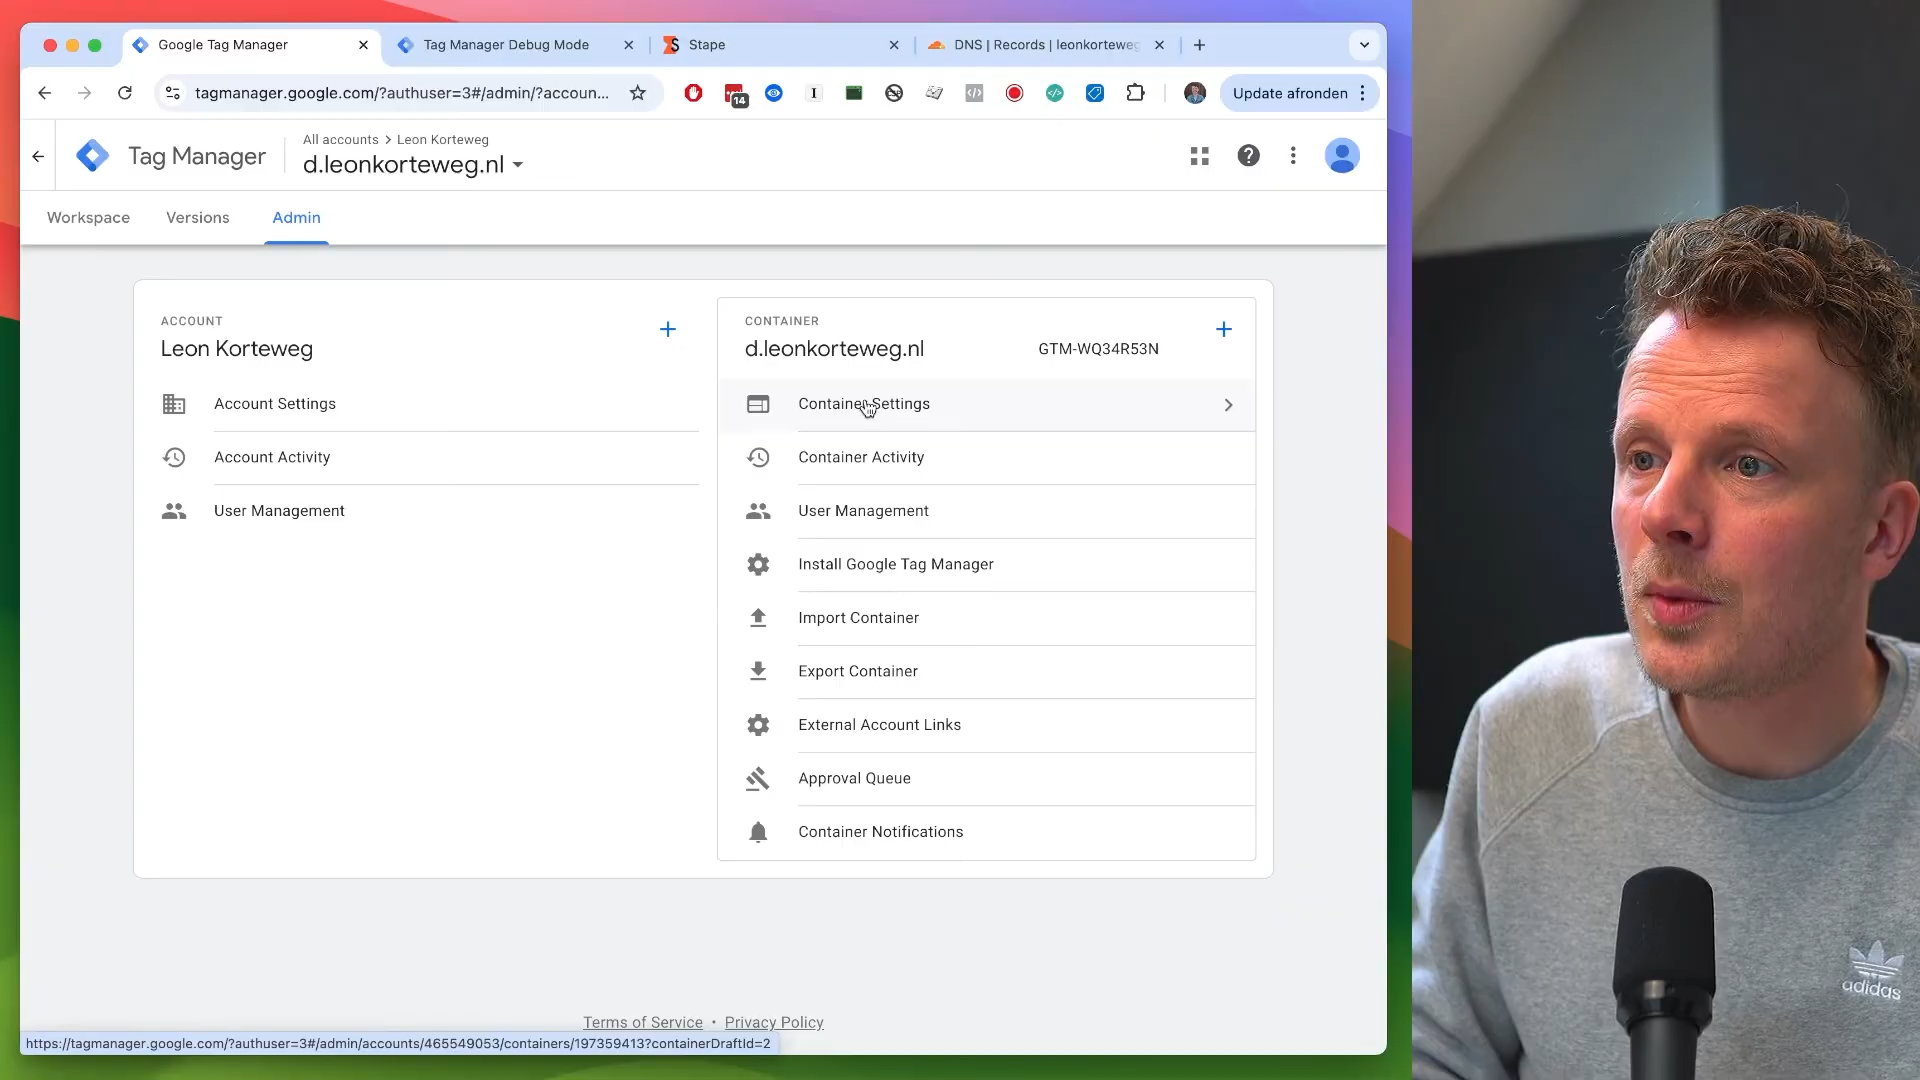 Google Tag Manager
Tag Manager Debug Mode
Stape
DNS | Records | leonkorteweg
tagmanager.google.com/?authuser=3#/admin/?accoun...
14
Update afronden
Tag Manager
All accounts > Leon Korteweg
d.leonkorteweg.nl
Workspace
Versions
Admin
ACCOUNT
Leon Korteweg
Account Settings
Account Activity
User Management
CONTAINER
d.leonkorteweg.nl
GTM-WQ34R53N
Container Settings
Container Activity
User Management
Install Google Tag Manager
Import Container
Export Container
External Account Links
Approval Queue
Container Notifications
Terms of Service • Privacy Policy
https://tagmanager.google.com/?authuser=3#/admin/accounts/465549053/containers/197359413?containerDraftId=2
adidas